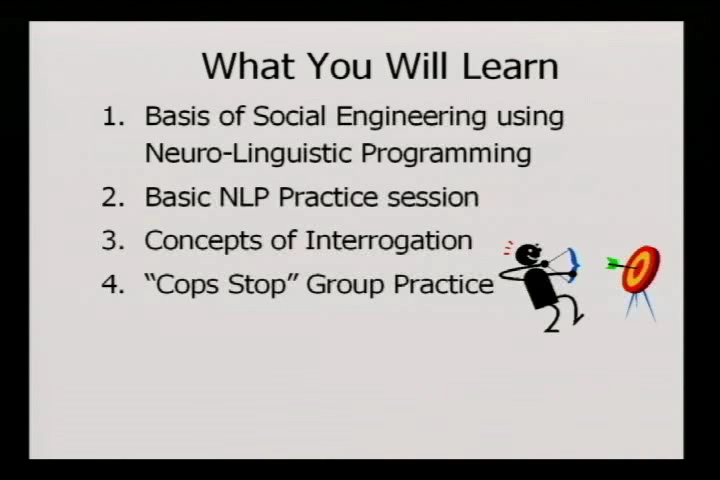 What You Will Learn
1. Basis of Social Engineering using
Neuro-Linguistic Programming
2. Basic NLP Practice session
3. Concepts of Interrogation
4. “Cops Stop” Group Practice